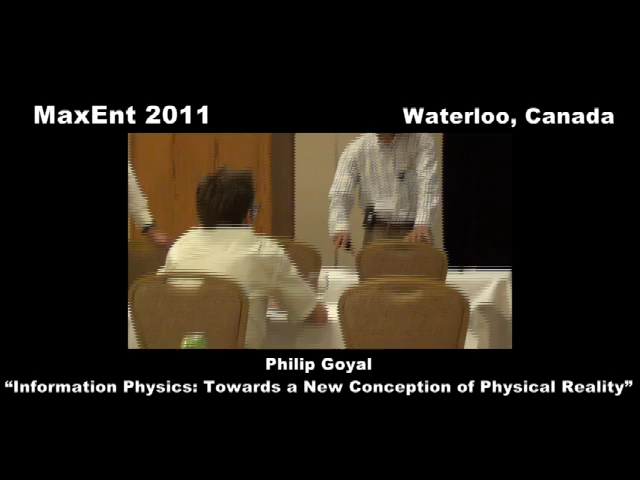 MaxEnt 2011
Waterloo, Canada
Philip Goyal
“Information Physics: Towards a New Conception of Physical Reality”